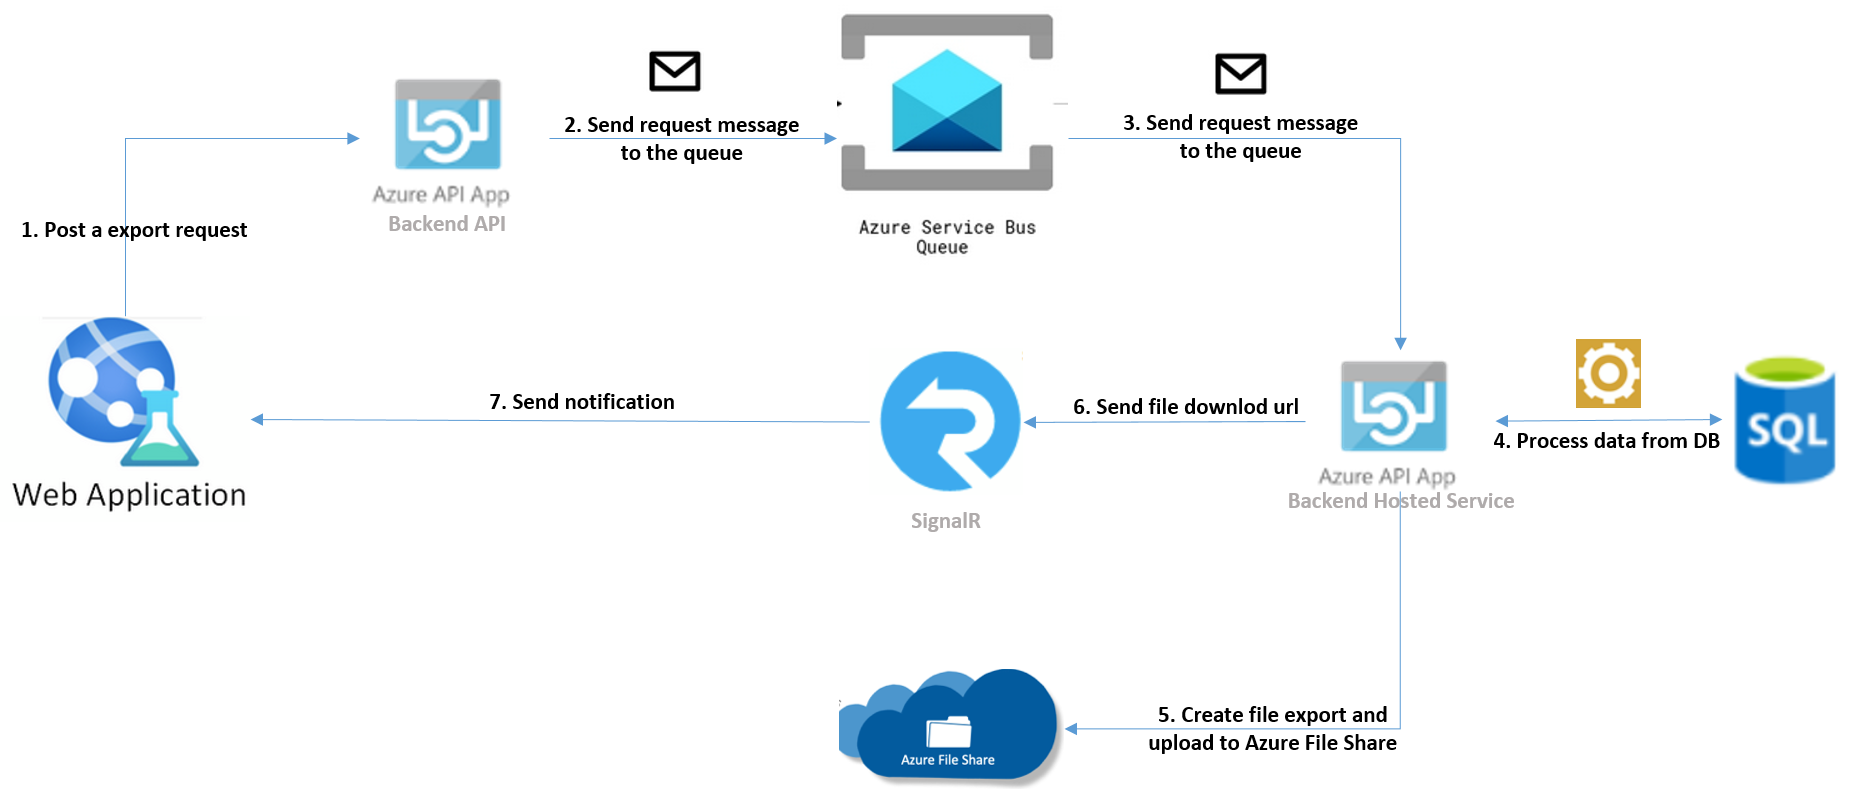 2. Send request message
to the queue
3. Send request message
to the queue
Azure API App
Backend API
1. Post a export request
Azure Service Bus
Queue
7. Send notification
6. Send file downlod url
4. Process data from DB
SQL
Web Application
SignalR
Azure API App
Backend Hosted Service
5. Create file export and
upload to Azure File Share
Azure File Share